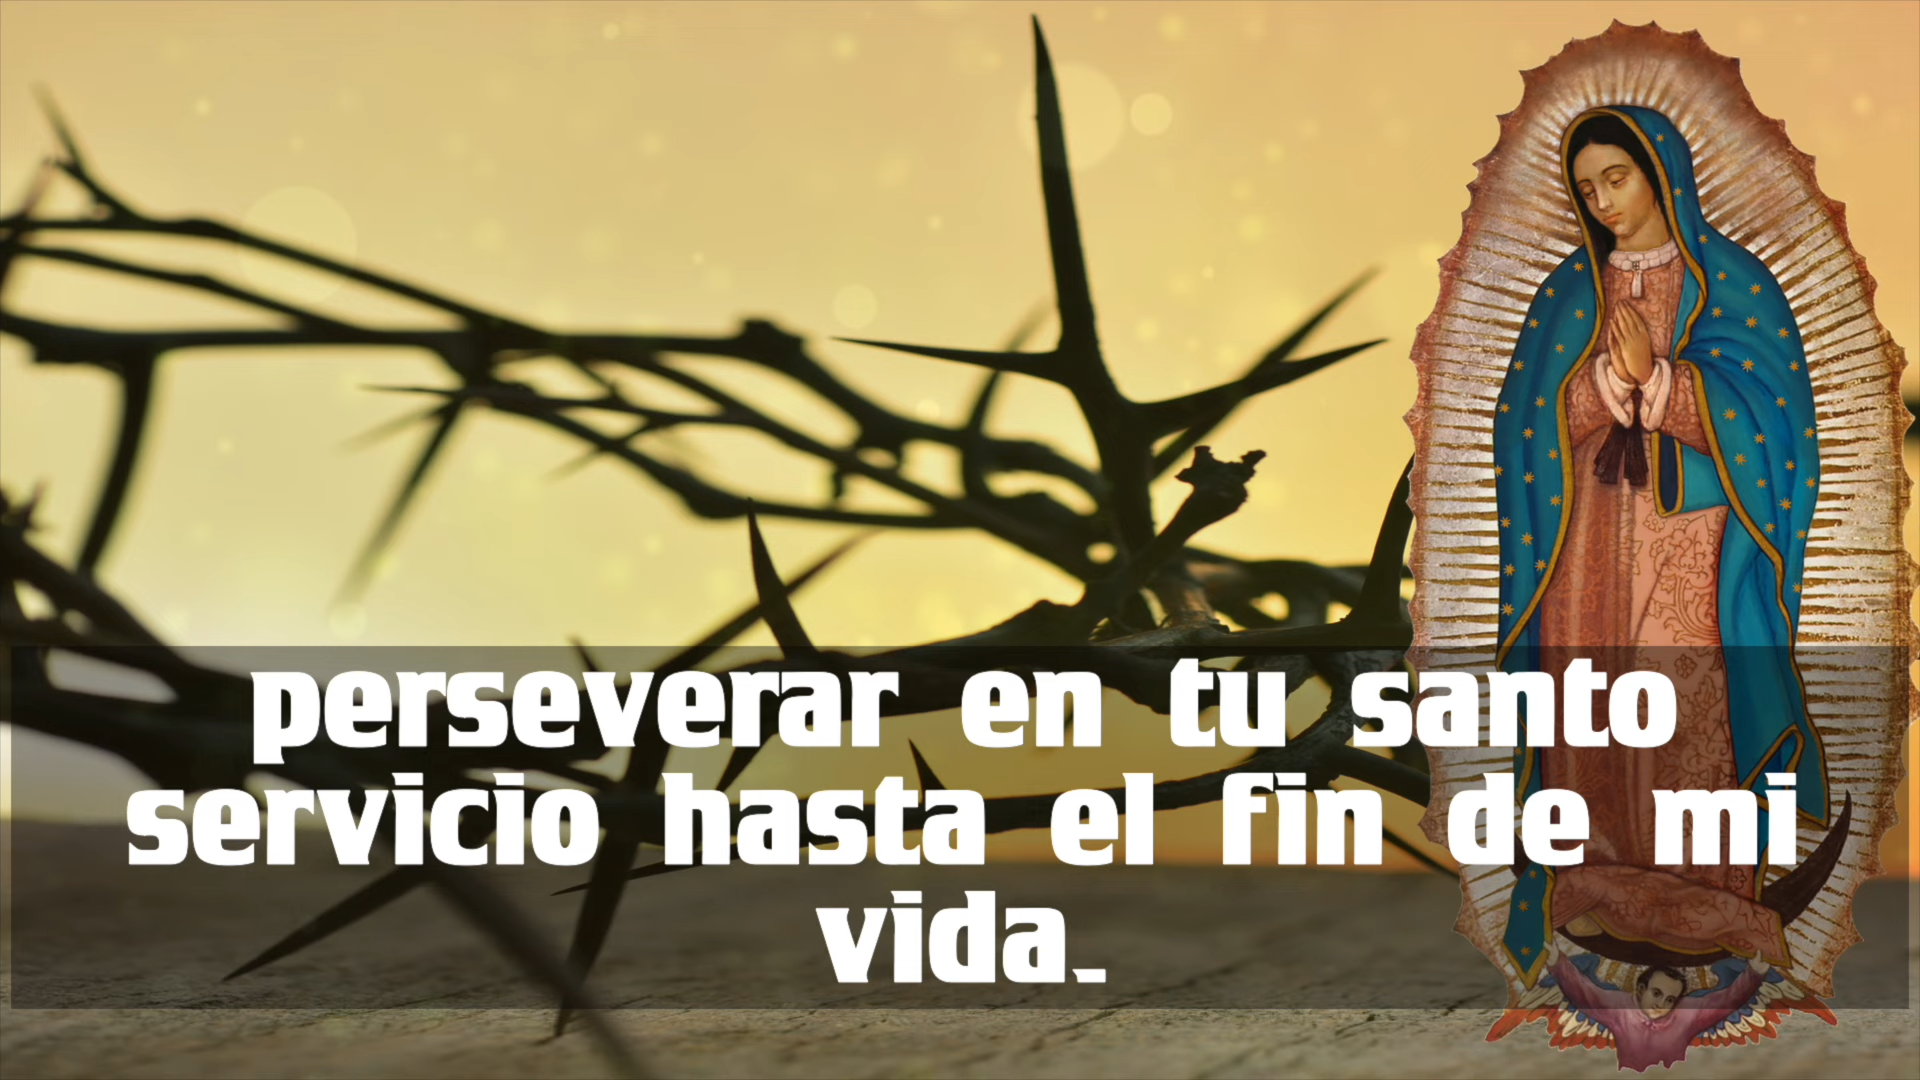 perseverar en tu santo
servicio hasta el fin de mi
vida.